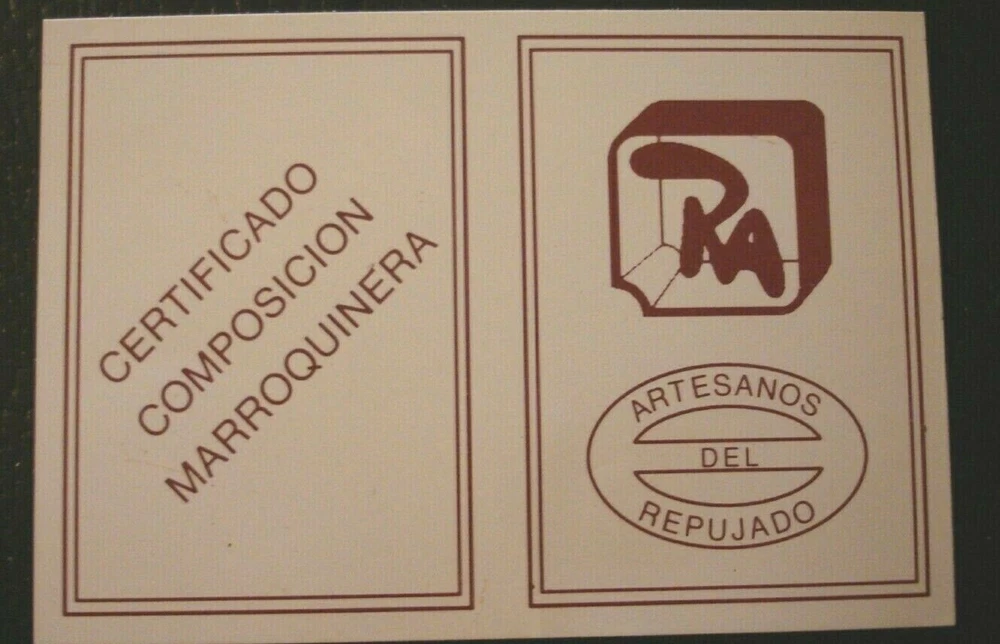 CERTIFICADO
COMPOSICION
MARROQUINERA
RA
ARTESANOS
DEL
REPUJADO